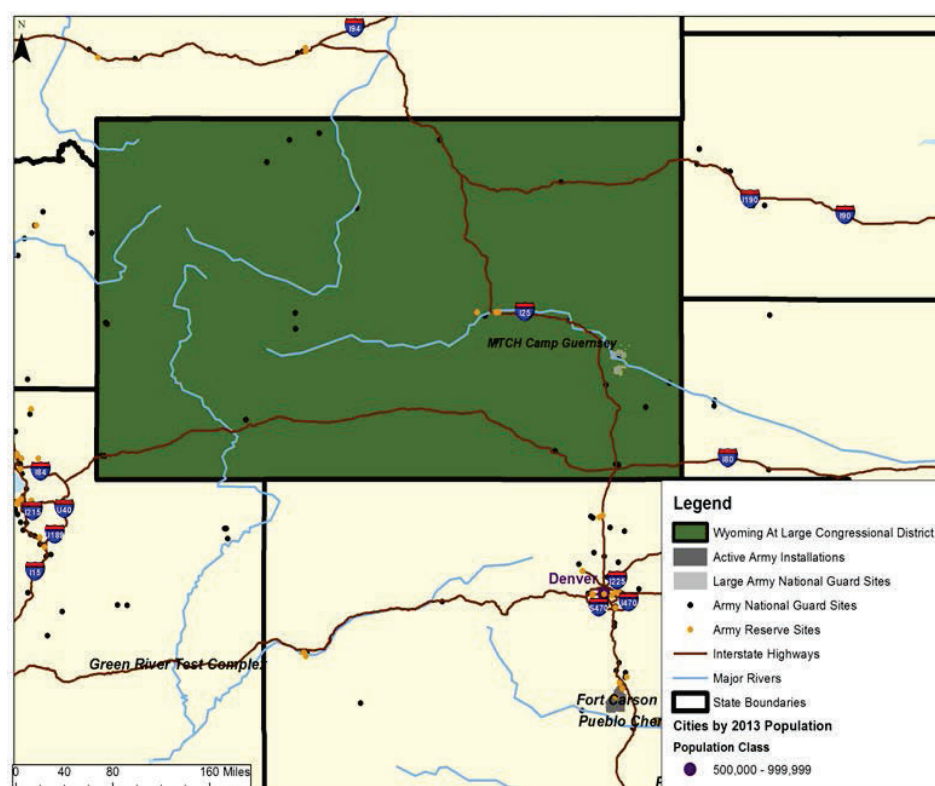 N
I94
I190
I90
I25
MTCH Camp Guernsey
I84
I80
I215
U40
U189
I15
Legend
Wyoming At Large Congressional District
Active Army Installations
Large Army National Guard Sites
Army National Guard Sites
Army Reserve Sites
Interstate Highways
Major Rivers
State Boundaries
Cities by 2013 Population
Population Class
500,000 - 999,999
Denver
I225
S470
U470
Green River Test Complex
Fort Carson
Pueblo Che
0 40 80 160 Miles